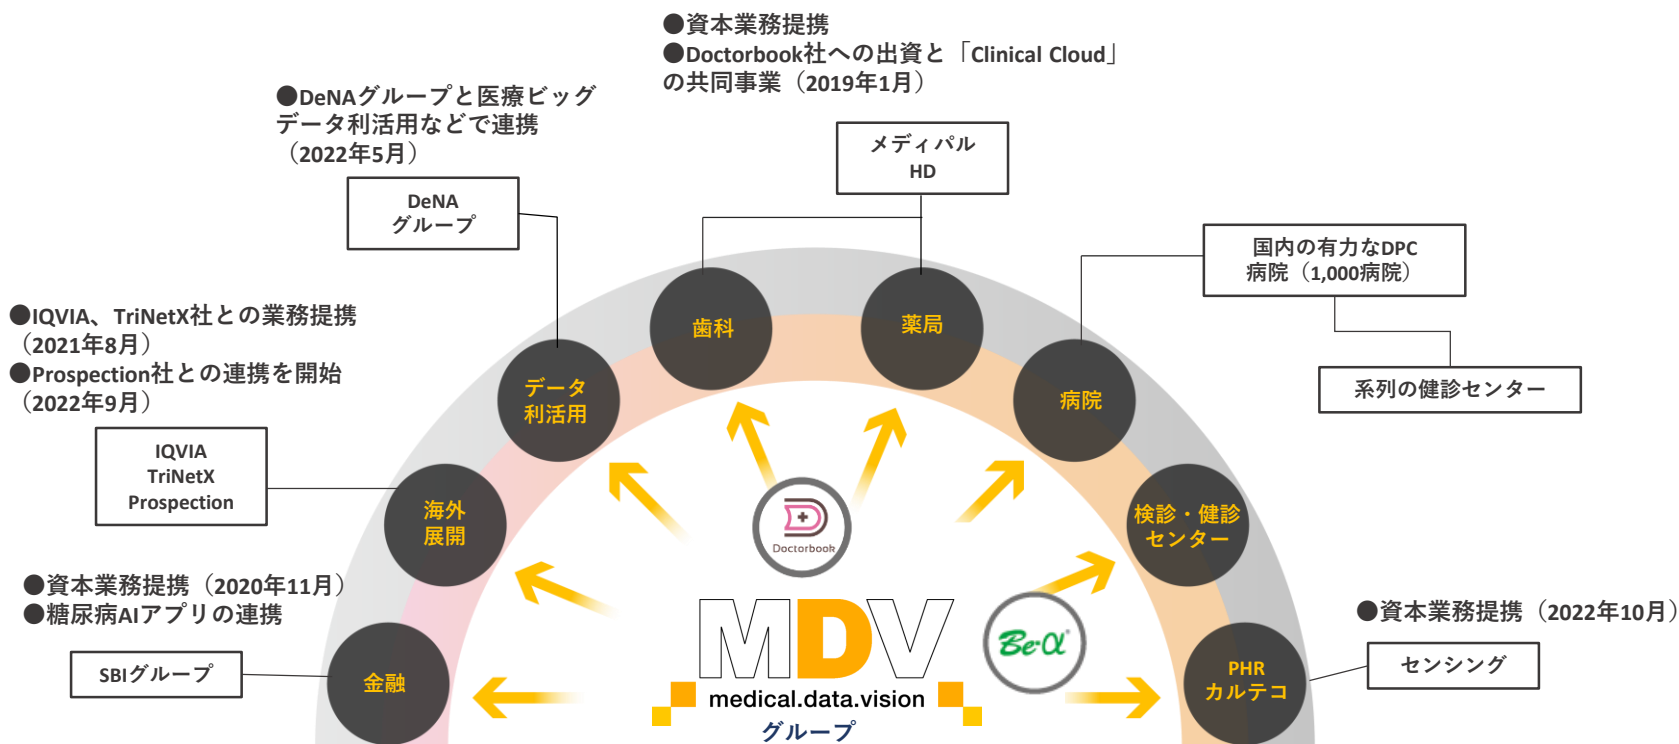 ●資本業務提携
●Doctorbook社への出資と「Clinical Cloud」
の共同事業（2019年1月）
●DeNAグループと医療ビッグ
データ利活用などで連携
（2022年5月）
メディパル
HD
DeNA
グループ
国内の有力なDPC
病院（1,000病院）
系列の健診センター
●IQVIA、TriNetX社との業務提携
（2021年8月）
●Prospection社との連携を開始
（2022年9月）
IQVIA
TriNetX
Prospection
歯科
薬局
データ
利活用
病院
海外
展開
検診・健診
センター
Doctorbook
●資本業務提携（2020年11月）
●糖尿病AIアプリの連携
SBIグループ
金融
MDV
medical.data.vision
グループ
Be·α®
PHR
カルテコ
●資本業務提携（2022年10月）
センシング